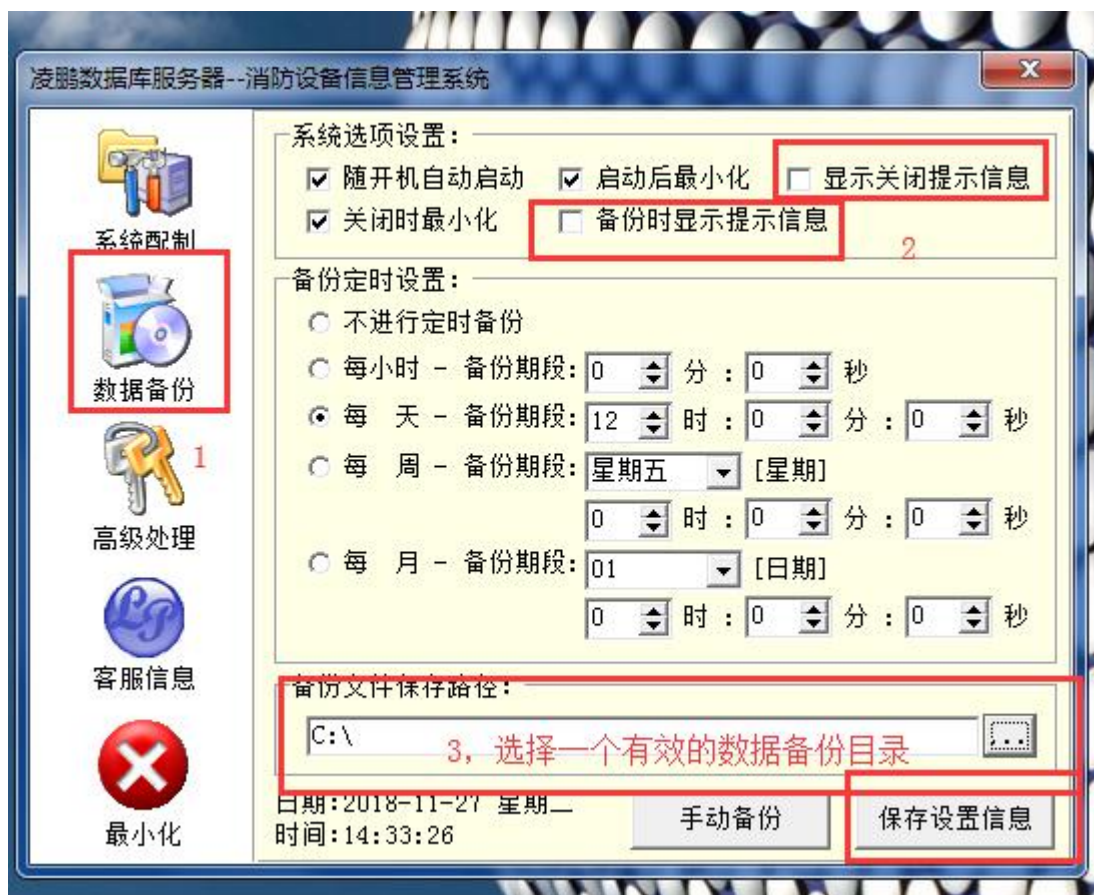 凌鹏数据库服务器--消防设备信息管理系统
系统配制
数据备份
1
高级处理
客服信息
最小化
系统选项设置：
随开机自动启动 启动后最小化 显示关闭提示信息
关闭时最小化 备份时显示提示信息
2
备份定时设置：
不进行定时备份
每小时 - 备份期段: 0 分 : 0 秒
每 天 - 备份期段: 12 时 : 0 分 : 0 秒
每 周 - 备份期段: 星期五 [星期]
0 时 : 0 分 : 0 秒
每 月 - 备份期段: 01 [日期]
0 时 : 0 分 : 0 秒
备份文件保存路径：
C:\ ...
3, 选择一个有效的数据备份目录
日期:2018-11-27 星期二
时间:14:33:26
手动备份 保存设置信息